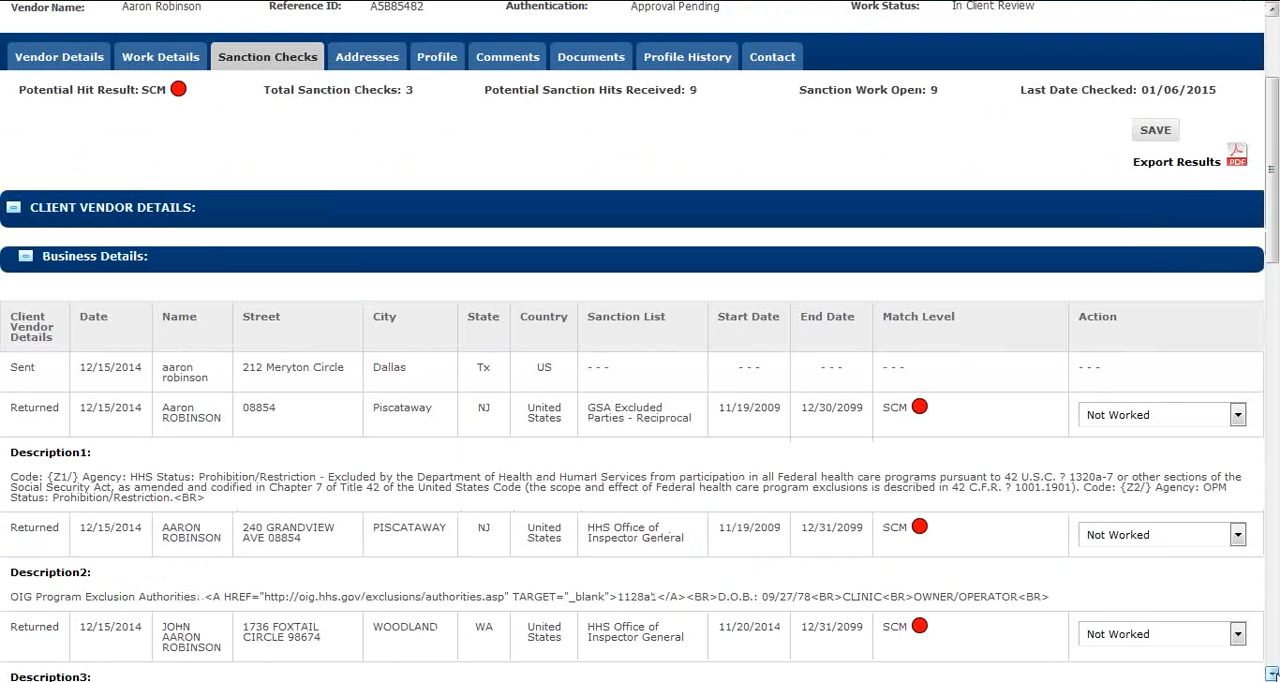 Vendor Name: Aaron Robinson Reference ID: A5B85482 Authentication: Approval Pending Work Status: In Client Review
Vendor Details Work Details Sanction Checks Addresses Profile Comments Documents Profile History Contact
Potential Hit Result: SCM Total Sanction Checks: 3 Potential Sanction Hits Received: 9 Sanction Work Open: 9 Last Date Checked: 01/06/2015
SAVE
Export Results PDF
CLIENT VENDOR DETAILS:
Business Details:
Client Vendor Details Date Name Street City State Country Sanction List Start Date End Date Match Level Action
Sent 12/15/2014 aaron robinson 212 Meryton Circle Dallas Tx US - - - - - - - - - - - - - - -
Returned 12/15/2014 Aaron ROBINSON 08854 Piscataway NJ United States GSA Excluded Parties - Reciprocal 11/19/2009 12/30/2099 SCM Not Worked
Description1:
Code: {Z1/} Agency: HHS Status: Prohibition/Restriction - Excluded by the Department of Health and Human Services from participation in all Federal health care programs pursuant to 42 U.S.C. ? 1320a-7 or other sections of the
Social Security Act, as amended and codified in Chapter 7 of Title 42 of the United States Code (the scope and effect of Federal health care program exclusions is described in 42 C.F.R. ? 1001.1901). Code: {Z2/} Agency: OPM
Status: Prohibition/Restriction.<BR>
Returned 12/15/2014 AARON ROBINSON 240 GRANDVIEW AVE 08854 PISCATAWAY NJ United States HHS Office of Inspector General 11/19/2009 12/31/2099 SCM Not Worked
Description2:
OIG Program Exclusion Authorities: <A HREF="http://oig.hhs.gov/exclusions/authorities.asp" TARGET="_blank">1128a1</A><BR>D.O.B.: 09/27/78<BR>CLINIC<BR>OWNER/OPERATOR<BR>
Returned 12/15/2014 JOHN AARON ROBINSON 1736 FOXTAIL CIRCLE 98674 WOODLAND WA United States HHS Office of Inspector General 11/20/2014 12/31/2099 SCM Not Worked
Description3: